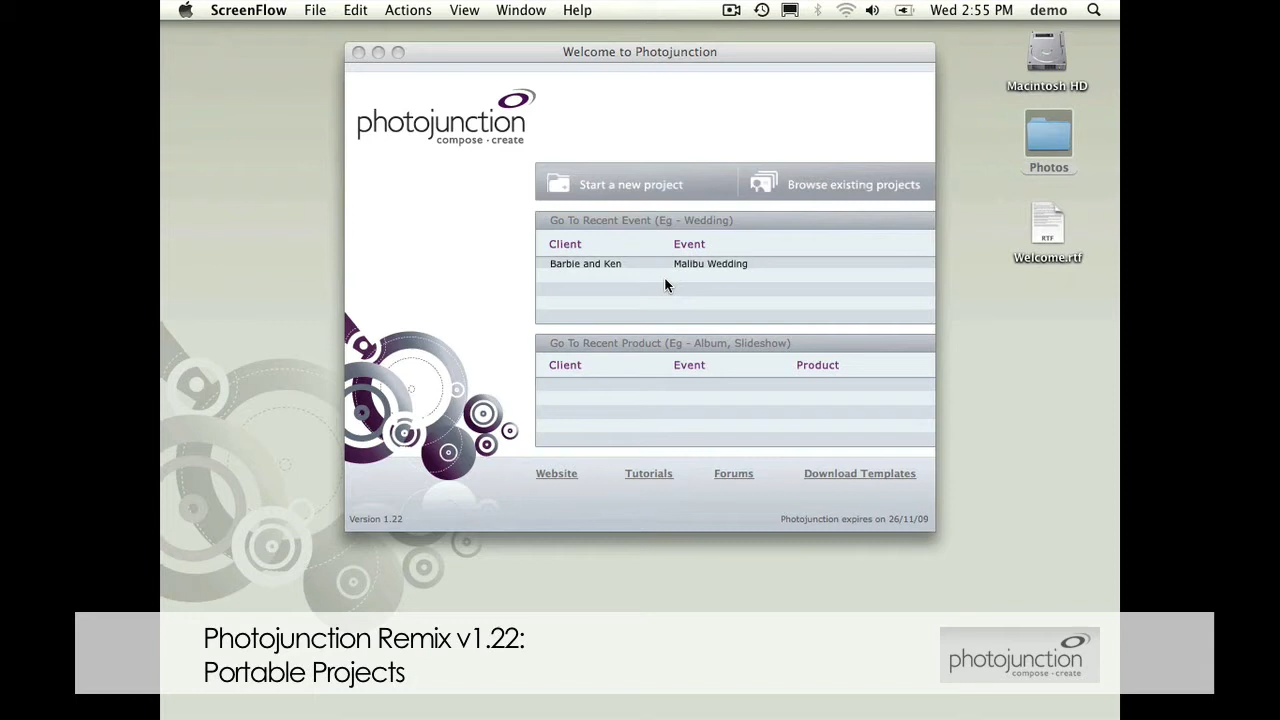 ScreenFlow File Edit Actions View Window Help Wed 2:55 PM demo
Welcome to Photojunction
Macintosh HD
photojunction
compose · create
Photos
Start a new project Browse existing projects
Go To Recent Event (Eg - Wedding)
Client Event
Barbie and Ken Malibu Wedding
RTF
Welcome.rtf
Go To Recent Product (Eg - Album, Slideshow)
Client Event Product
Website Tutorials Forums Download Templates
Version 1.22 Photojunction expires on 26/11/09
Photojunction Remix v1.22:
Portable Projects
photojunction
compose · create